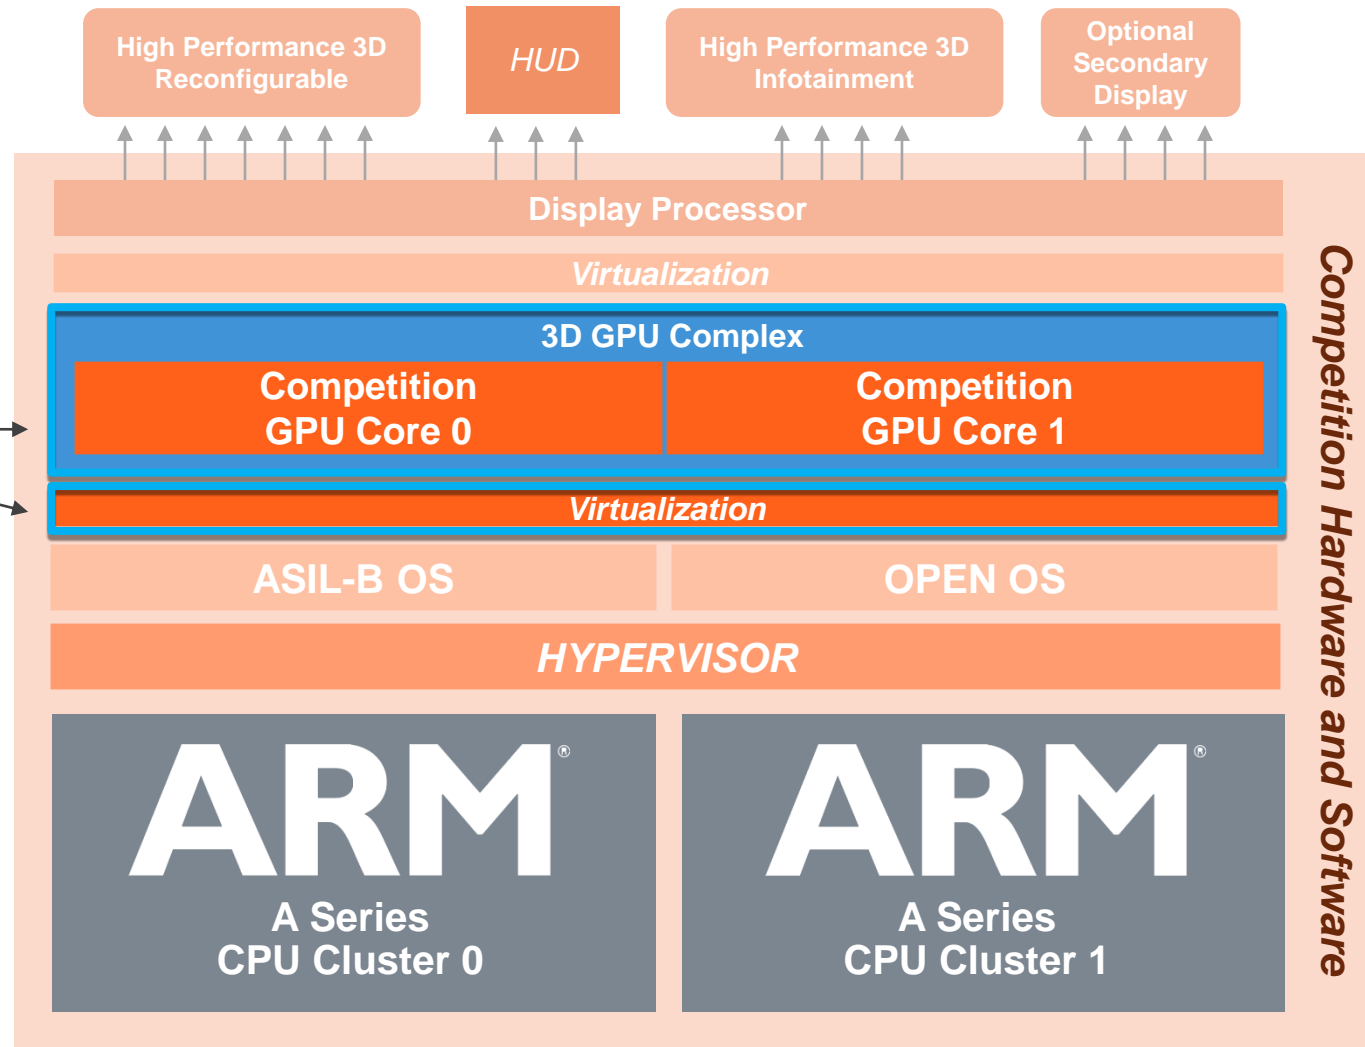 High Performance 3D
Reconfigurable
HUD
High Performance 3D
Infotainment
Optional
Secondary
Display
Display Processor
Virtualization
3D GPU Complex
Competition
GPU Core 0
Competition
GPU Core 1
Virtualization
ASIL-B OS
OPEN OS
HYPERVISOR
ARM®
A Series
CPU Cluster 0
ARM®
A Series
CPU Cluster 1
Competition Hardware and Software